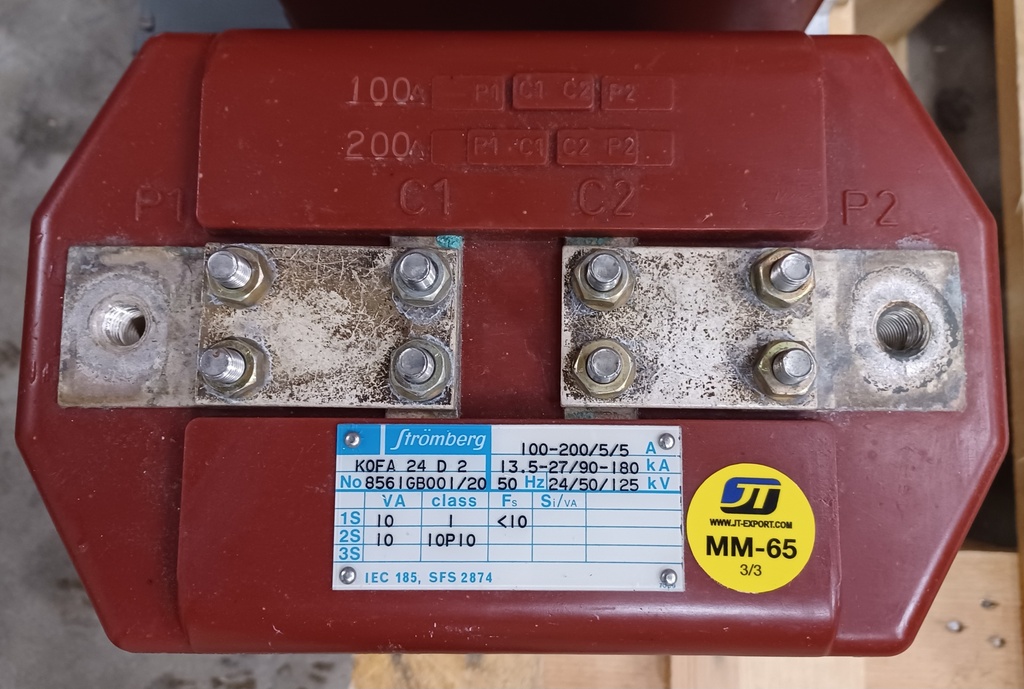 100A P1 C1 C2 P2
200A P1 C1 C2 P2
P1 C1 C2 P2
Strömberg 100-200/5/5 A
KOFA 24 D 2 13.5-27/90-180 kA
No 8561GB001/20 50 Hz 24/50/125 kV
VA class Fs Si/VA
1S 10 1 <10
2S 10 10P10
3S
IEC 185, SFS 2874
JT
WWW.JT-EXPORT.COM
MM-65
3/3